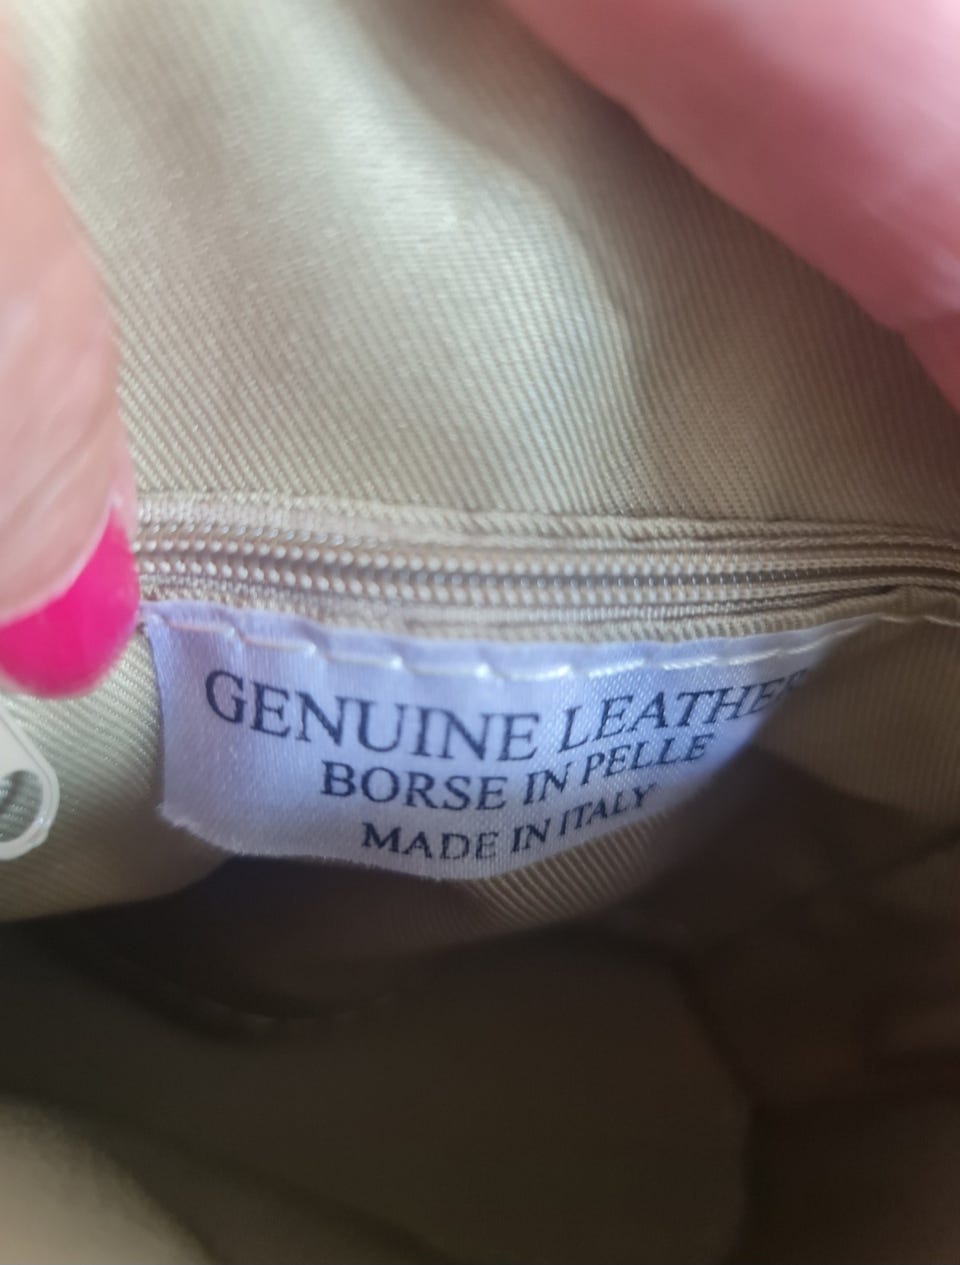 GENUINE LEATHER
BORSE IN PELLE
MADE IN ITALY